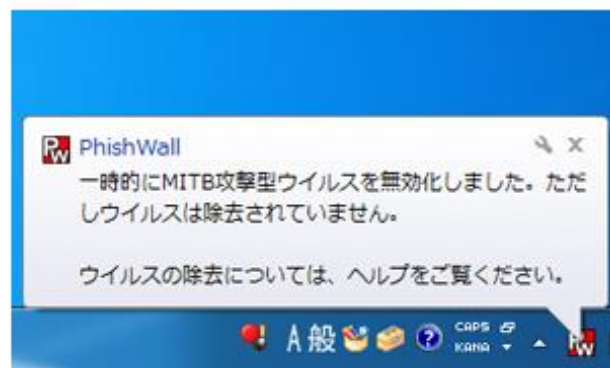 PhishWall
一時的にMITB攻撃型ウイルスを無効化しました。ただ
しウイルスは除去されていません。
ウイルスの除去については、ヘルプをご覧ください。
A 般 CAPS
KANA